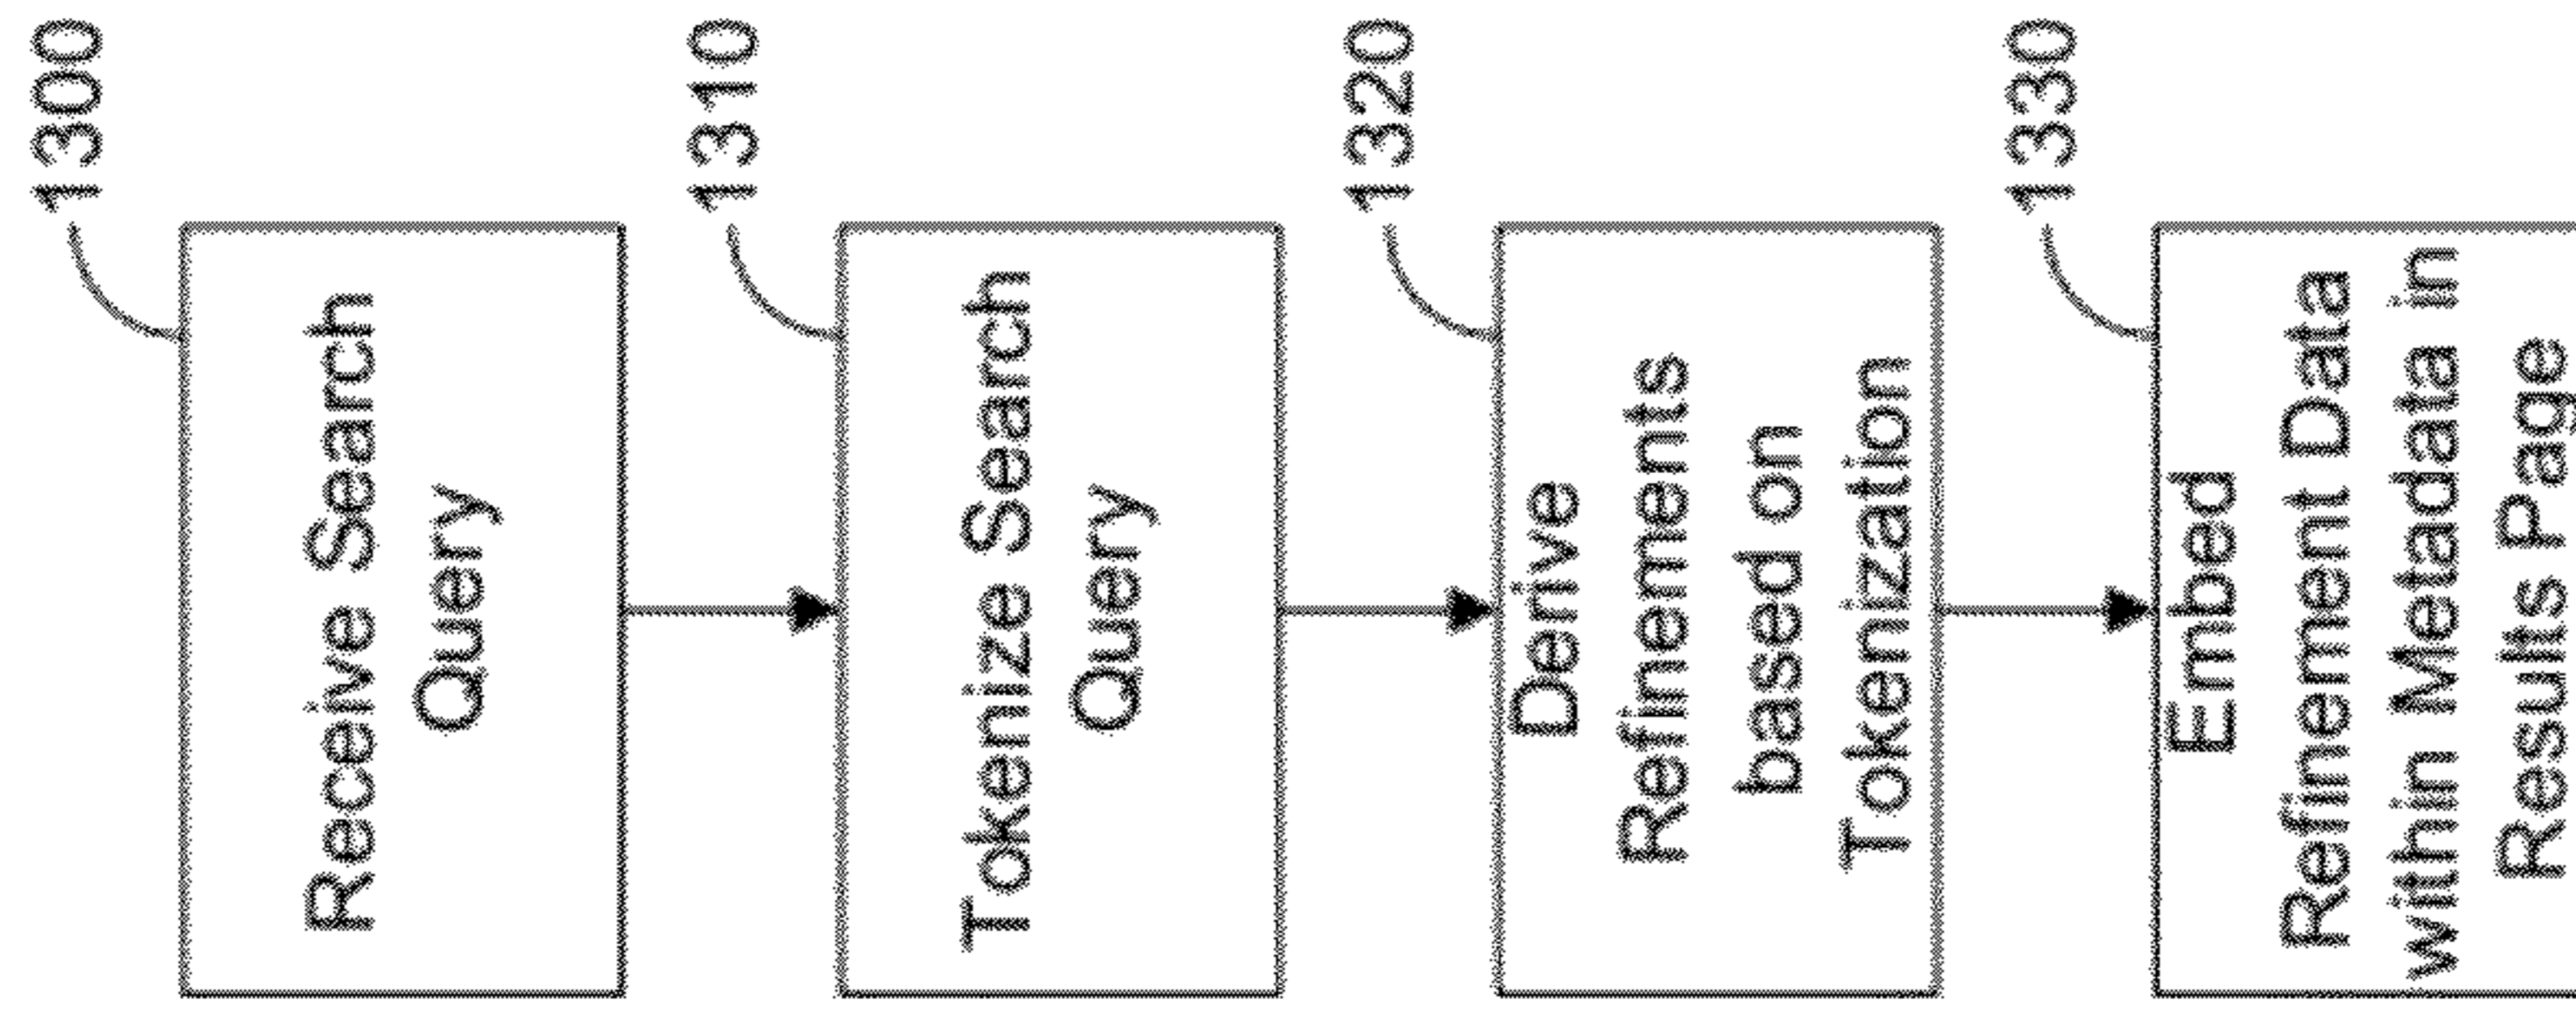 1300
Receive Search
Query
1310
Tokenize Search
Query
1320
Derive
Refinements
based on
Tokenization
1330
Embed
Refinement Data
within Metadata in
Results Page